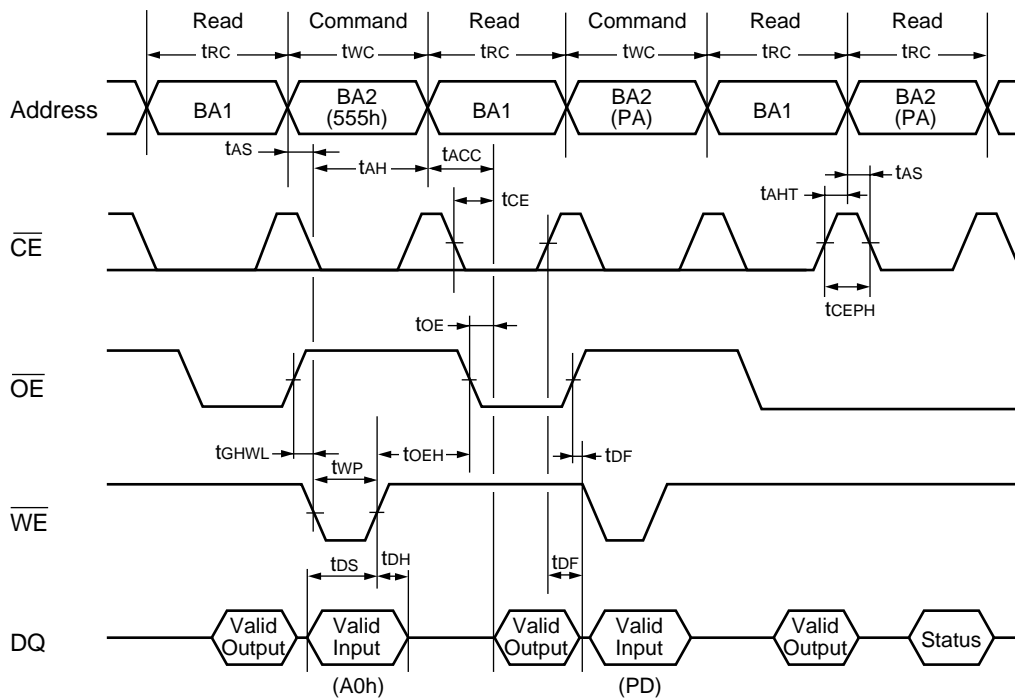 Read Command Read Command Read Read
tRC tWC tRC tWC tRC tRC
Address BA1 BA2 (555h) BA1 BA2 (PA) BA1 BA2 (PA)
tAS tAH tACC tAS
tCE tAHT
CE
tCEPH
tOE
OE
tGHWL tWP tOEH tDF
WE
tDS tDH tDF
DQ Valid Output Valid Input Valid Output Valid Input Valid Output Status
(A0h) (PD)